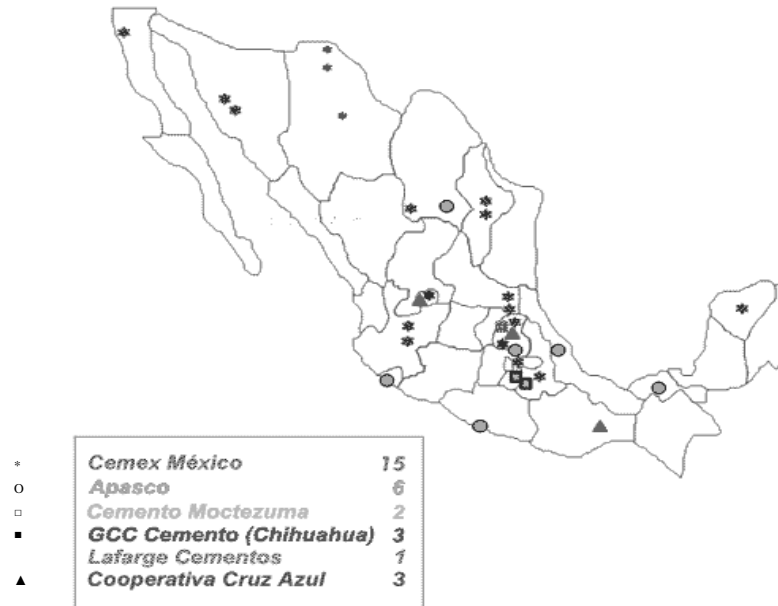 * Cemex México 15
O Apasco 6
□ Cemento Moctezuma 2
■ GCC Cemento (Chihuahua) 3
Lafarge Cementos 1
▲ Cooperativa Cruz Azul 3